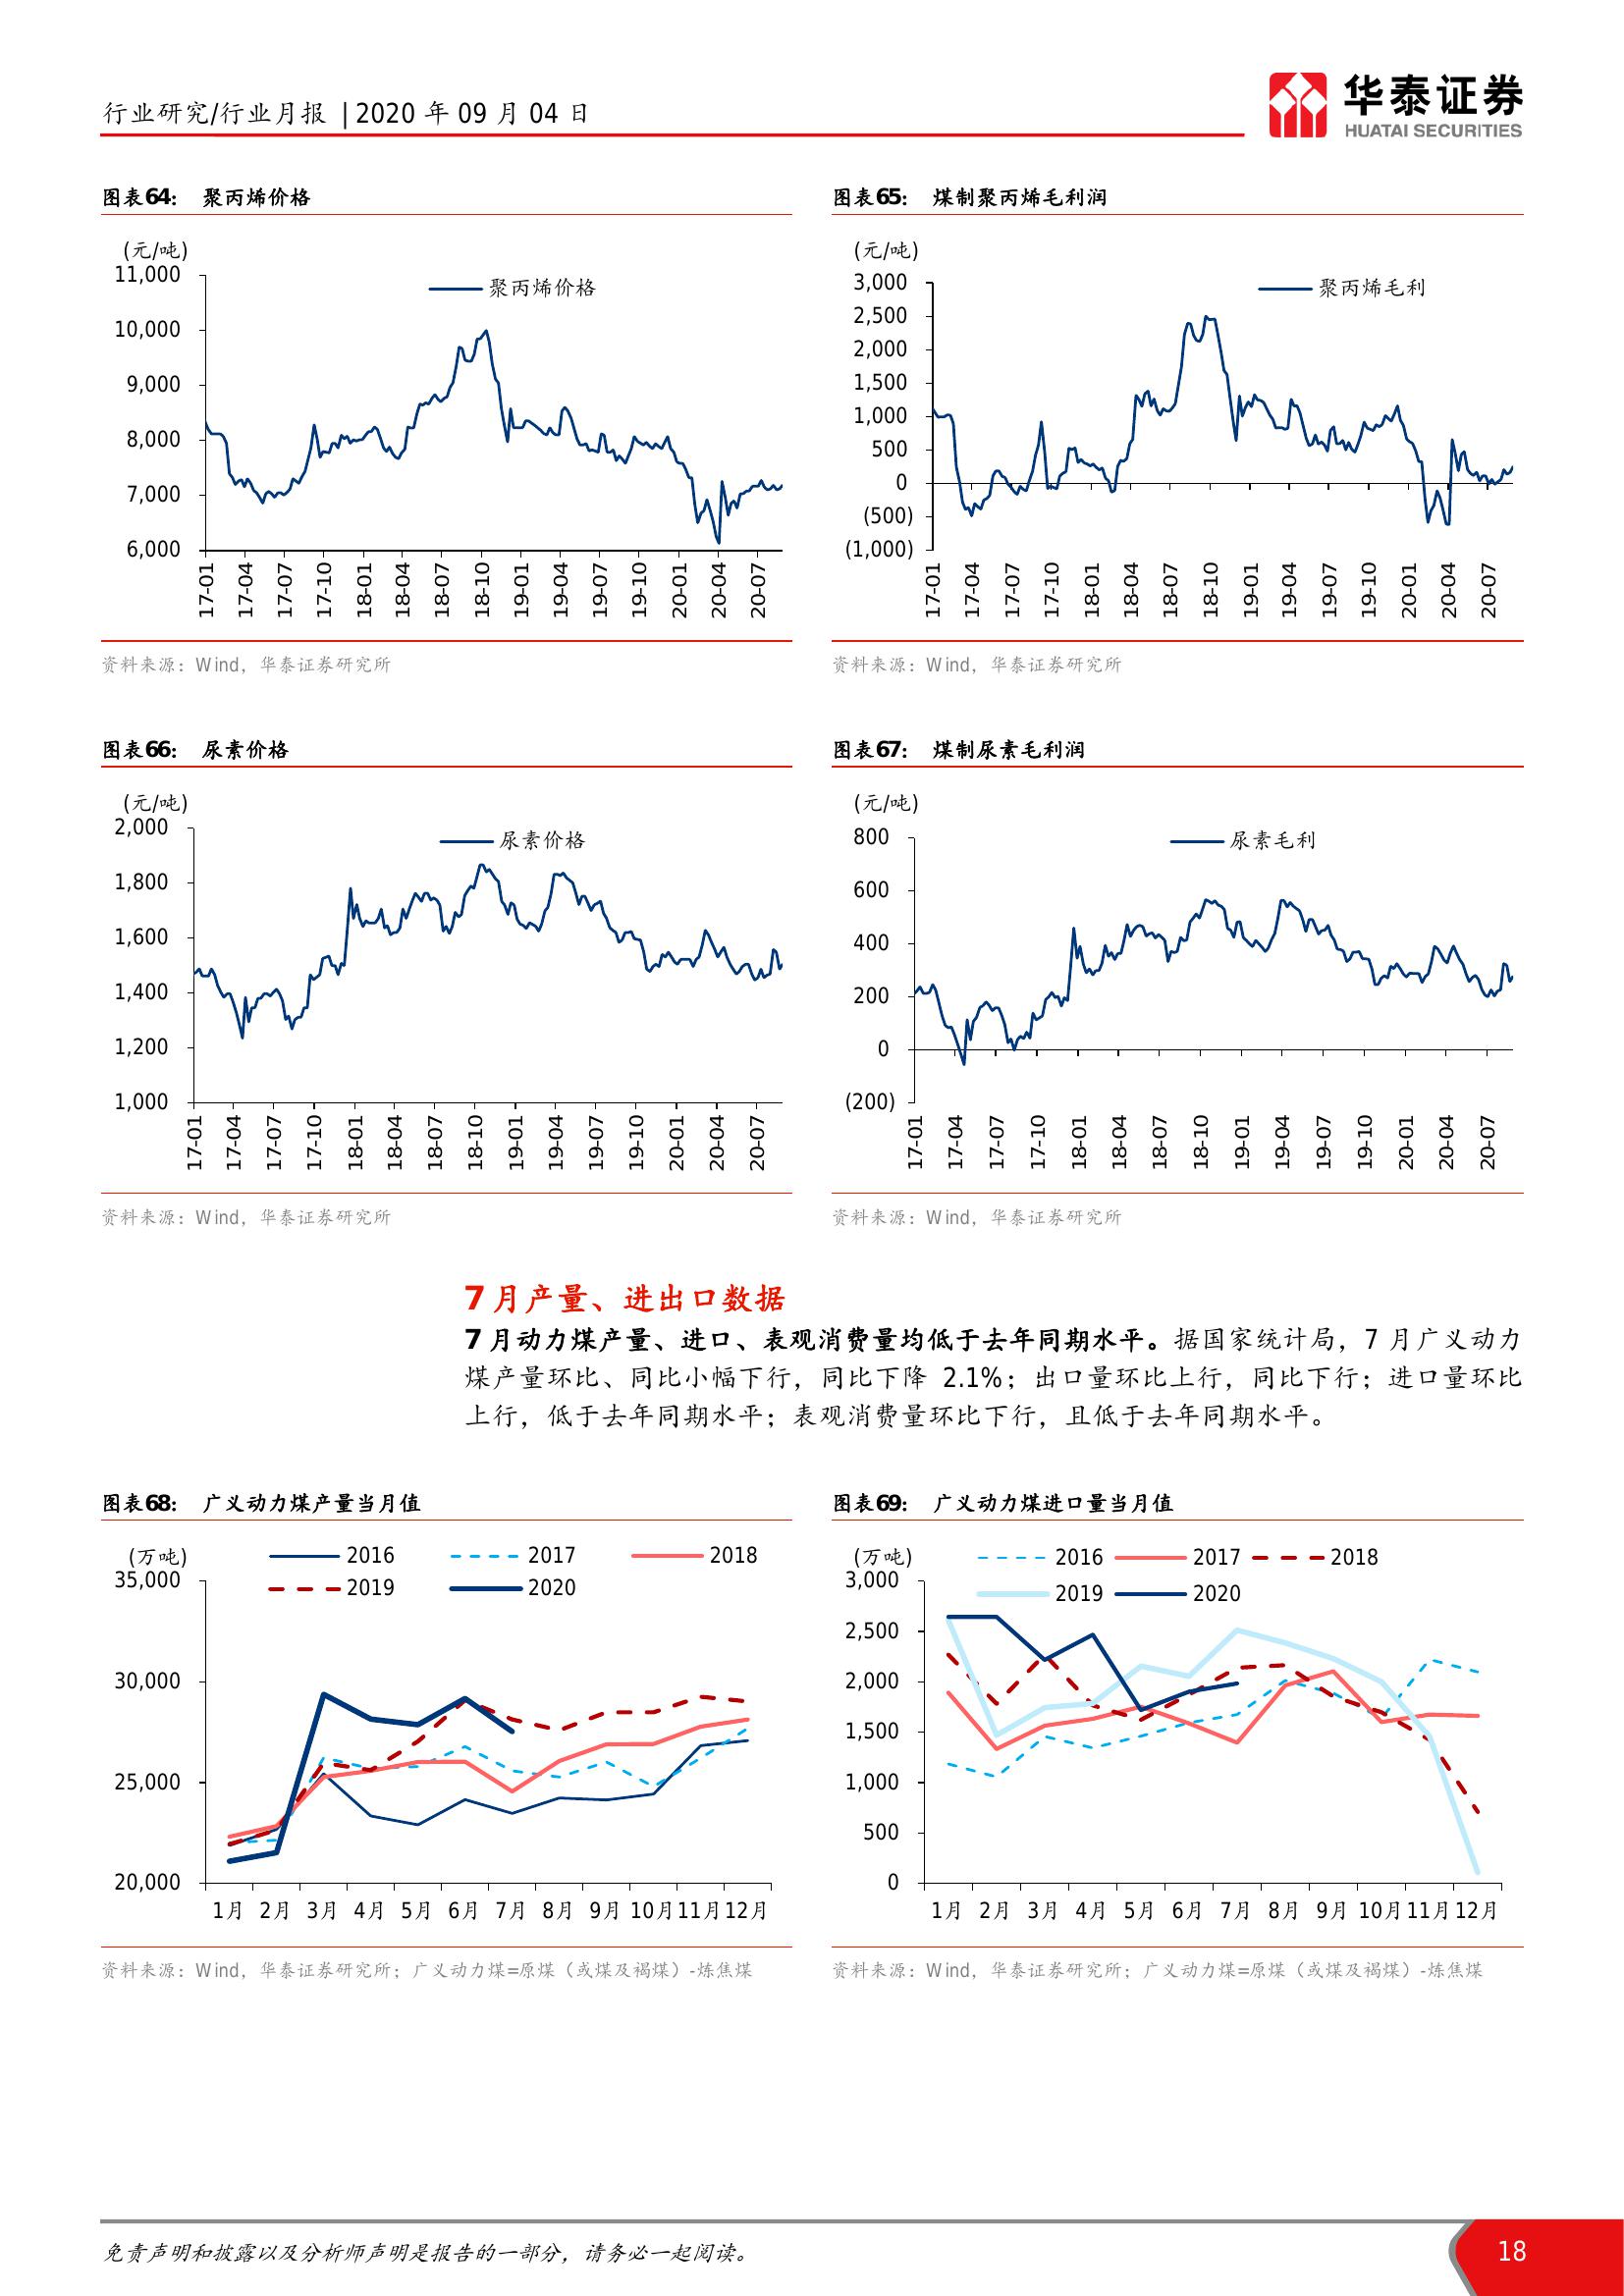 行业研究/行业月报 | 2020 年 09 月 04 日
华泰证券
HUATAI SECURITIES
图表64: 聚丙烯价格
(元/吨)
聚丙烯价格
11,000
10,000
9,000
8,000
7,000
6,000
17-01 17-04 17-07 17-10 18-01 18-04 18-07 18-10 19-01 19-04 19-07 19-10 20-01 20-04 20-07
资料来源：Wind，华泰证券研究所
图表65: 煤制聚丙烯毛利润
(元/吨)
聚丙烯毛利
3,000
2,500
2,000
1,500
1,000
500
0
(500)
(1,000)
17-01 17-04 17-07 17-10 18-01 18-04 18-07 18-10 19-01 19-04 19-07 19-10 20-01 20-04 20-07
资料来源：Wind，华泰证券研究所
图表66: 尿素价格
(元/吨)
尿素价格
2,000
1,800
1,600
1,400
1,200
1,000
17-01 17-04 17-07 17-10 18-01 18-04 18-07 18-10 19-01 19-04 19-07 19-10 20-01 20-04 20-07
资料来源：Wind，华泰证券研究所
图表67: 煤制尿素毛利润
(元/吨)
尿素毛利
800
600
400
200
0
(200)
17-01 17-04 17-07 17-10 18-01 18-04 18-07 18-10 19-01 19-04 19-07 19-10 20-01 20-04 20-07
资料来源：Wind，华泰证券研究所
7 月产量、进出口数据
7 月动力煤产量、进口、表观消费量均低于去年同期水平。据国家统计局，7 月广义动力
煤产量环比、同比小幅下行，同比下降 2.1%；出口量环比上行，同比下行；进口量环比
上行，低于去年同期水平；表观消费量环比下行，且低于去年同期水平。
图表68: 广义动力煤产量当月值
(万吨)
2016 2017 2018
2019 2020
35,000
30,000
25,000
20,000
1月 2月 3月 4月 5月 6月 7月 8月 9月 10月 11月 12月
资料来源：Wind，华泰证券研究所；广义动力煤=原煤（或煤及褐煤）-炼焦煤
图表69: 广义动力煤进口量当月值
(万吨)
2016 2017 2018
2019 2020
3,000
2,500
2,000
1,500
1,000
500
0
1月 2月 3月 4月 5月 6月 7月 8月 9月 10月 11月 12月
资料来源：Wind，华泰证券研究所；广义动力煤=原煤（或煤及褐煤）-炼焦煤
免责声明和披露以及分析师声明是报告的一部分，请务必一起阅读。
18